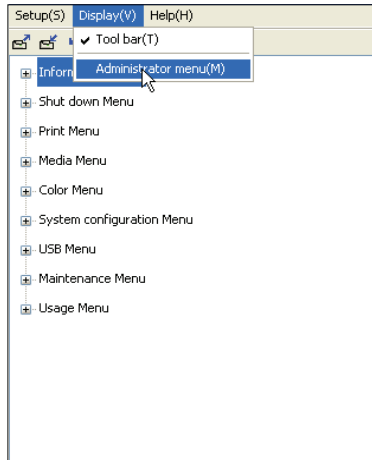 Setup(S) Display(V) Help(H)
Tool bar(T)
Administrator menu(M)
Inform
Shut down Menu
Print Menu
Media Menu
Color Menu
System configuration Menu
USB Menu
Maintenance Menu
Usage Menu